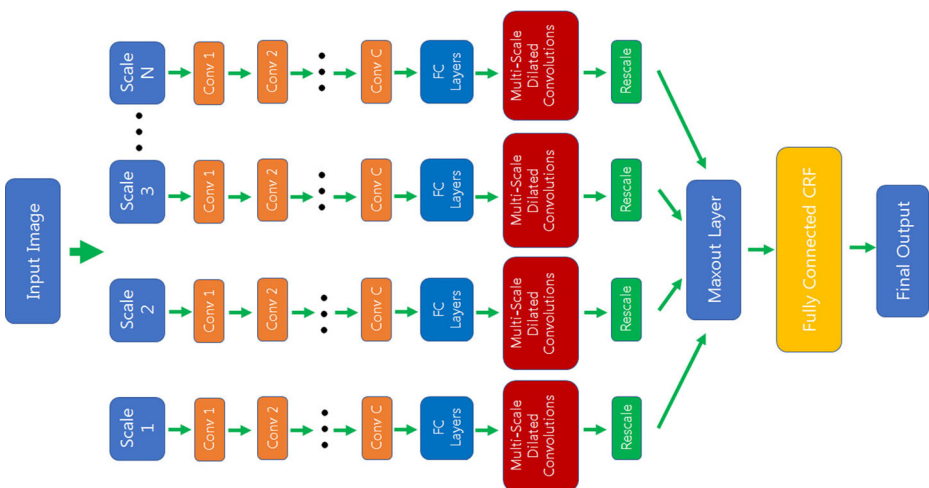 Input Image
Scale
1
Scale
2
Scale
3
Scale
N
Conv 1
Conv 1
Conv 1
Conv 1
Conv 2
Conv 2
Conv 2
Conv 2
Conv C
Conv C
Conv C
Conv C
FC
Layers
FC
Layers
FC
Layers
FC
Layers
Multi-Scale
Dilated
Convolutions
Multi-Scale
Dilated
Convolutions
Multi-Scale
Dilated
Convolutions
Multi-Scale
Dilated
Convolutions
Rescale
Rescale
Rescale
Rescale
Maxout Layer
Fully Connected CRF
Final Output